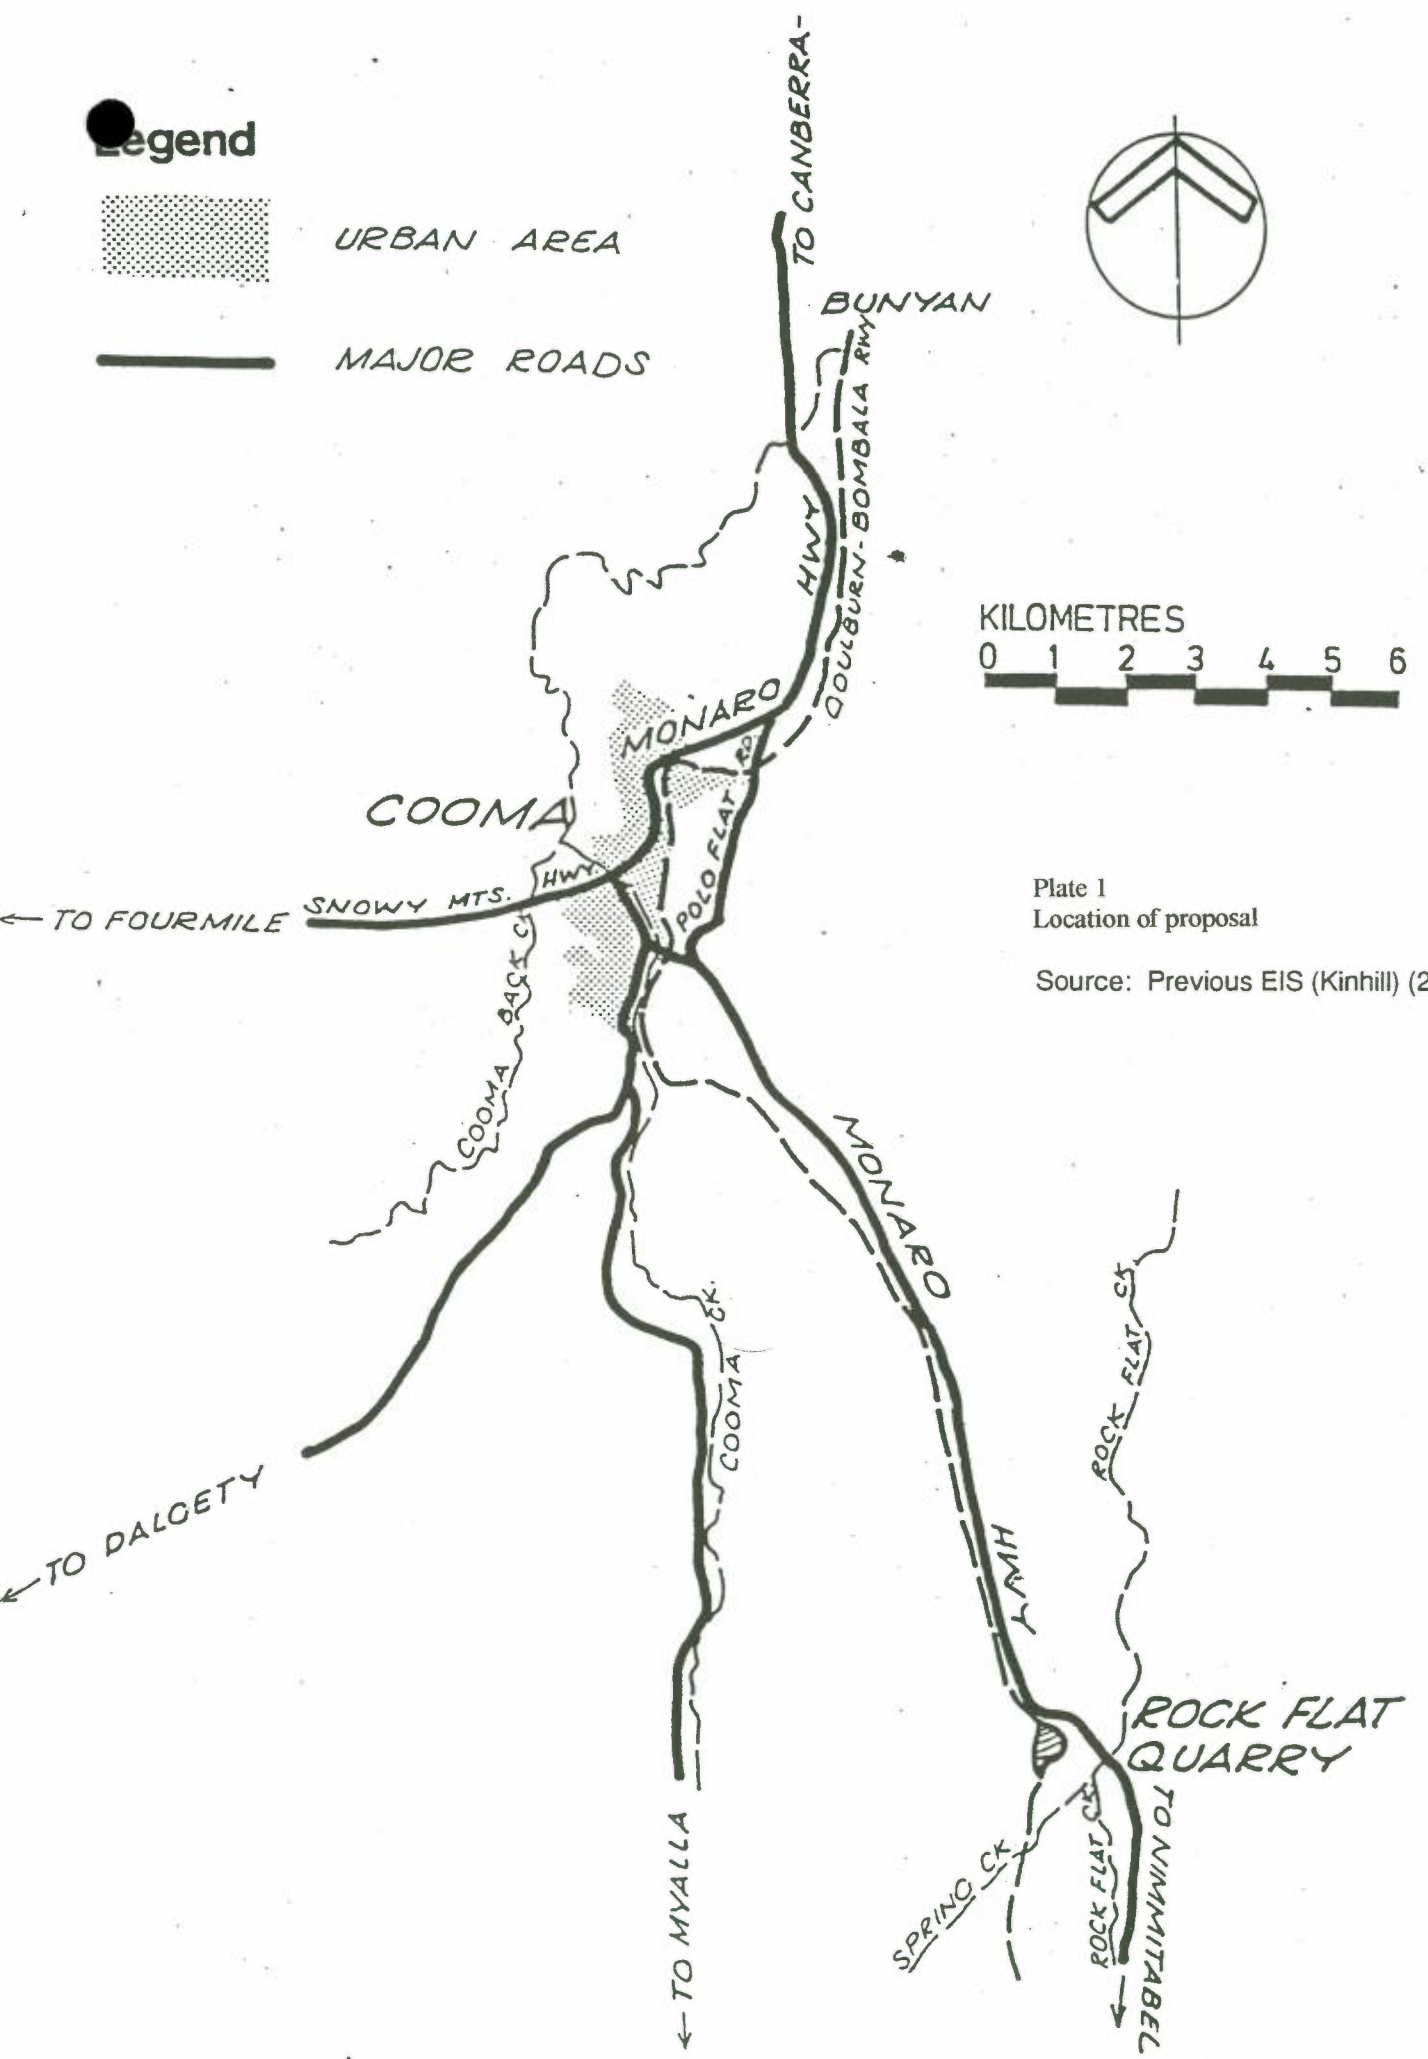 Legend
URBAN AREA
MAJOR ROADS
TO CANBERRA-
BUNYAN
GOULBURN-BOMBALA RWY
HWY
KILOMETRES
0 1 2 3 4 5 6
MONARO
RD
POLO FLAT
COOMA
HWY
SNOWY MTS.
← TO FOURMILE
Plate 1
Location of proposal
Source: Previous EIS (Kinhill) (2
COOMA BACK CK
MONARO
HWY
COOMA CK.
ROCK FLAT CK
← TO DALGETY
ROCK FLAT
QUARRY
SPRING CK
ROCK FLAT CK
← TO MYALLA
TO NIMMITABEL